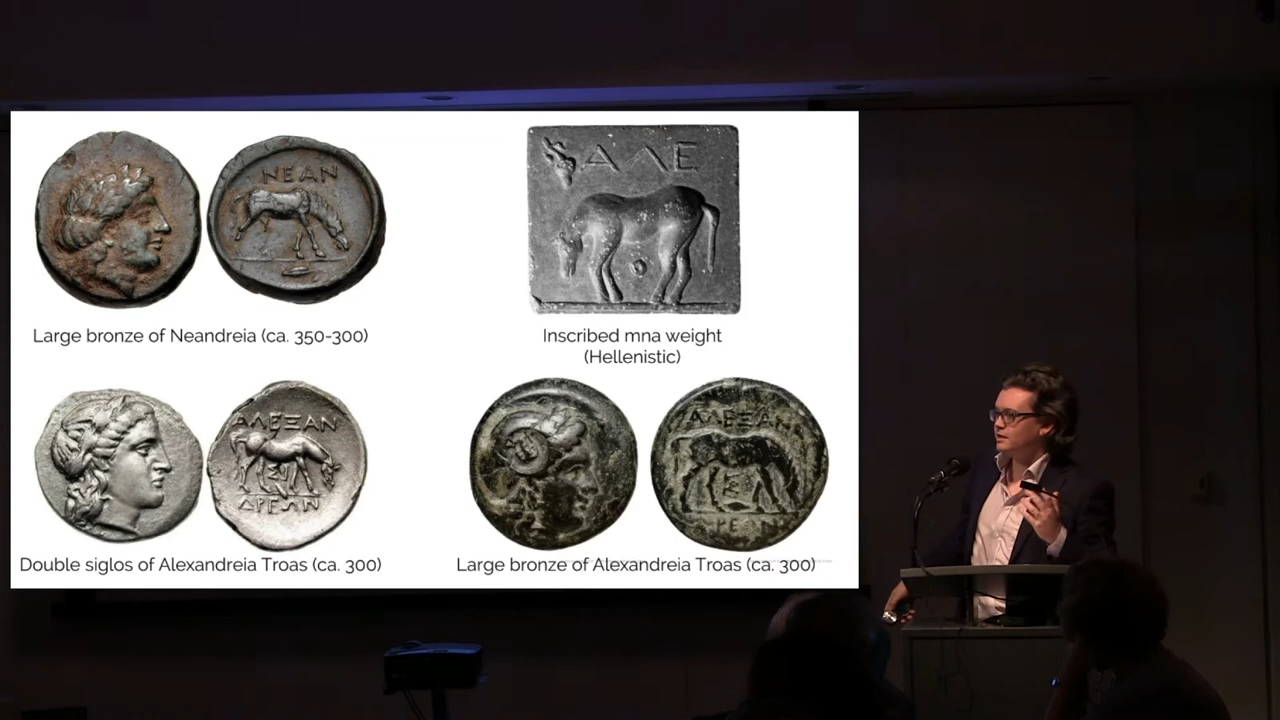 ΝΕΑΝ
Large bronze of Neandreia (ca. 350-300)
ΑΛΕ
Inscribed mna weight
(Hellenistic)
ΑΛΕΞΑΝ
ΔΡΕΩΝ
Double siglos of Alexandreia Troas (ca. 300)
ΑΛΕΞΑΝ
ΡΕΩΝ
Large bronze of Alexandreia Troas (ca. 300)